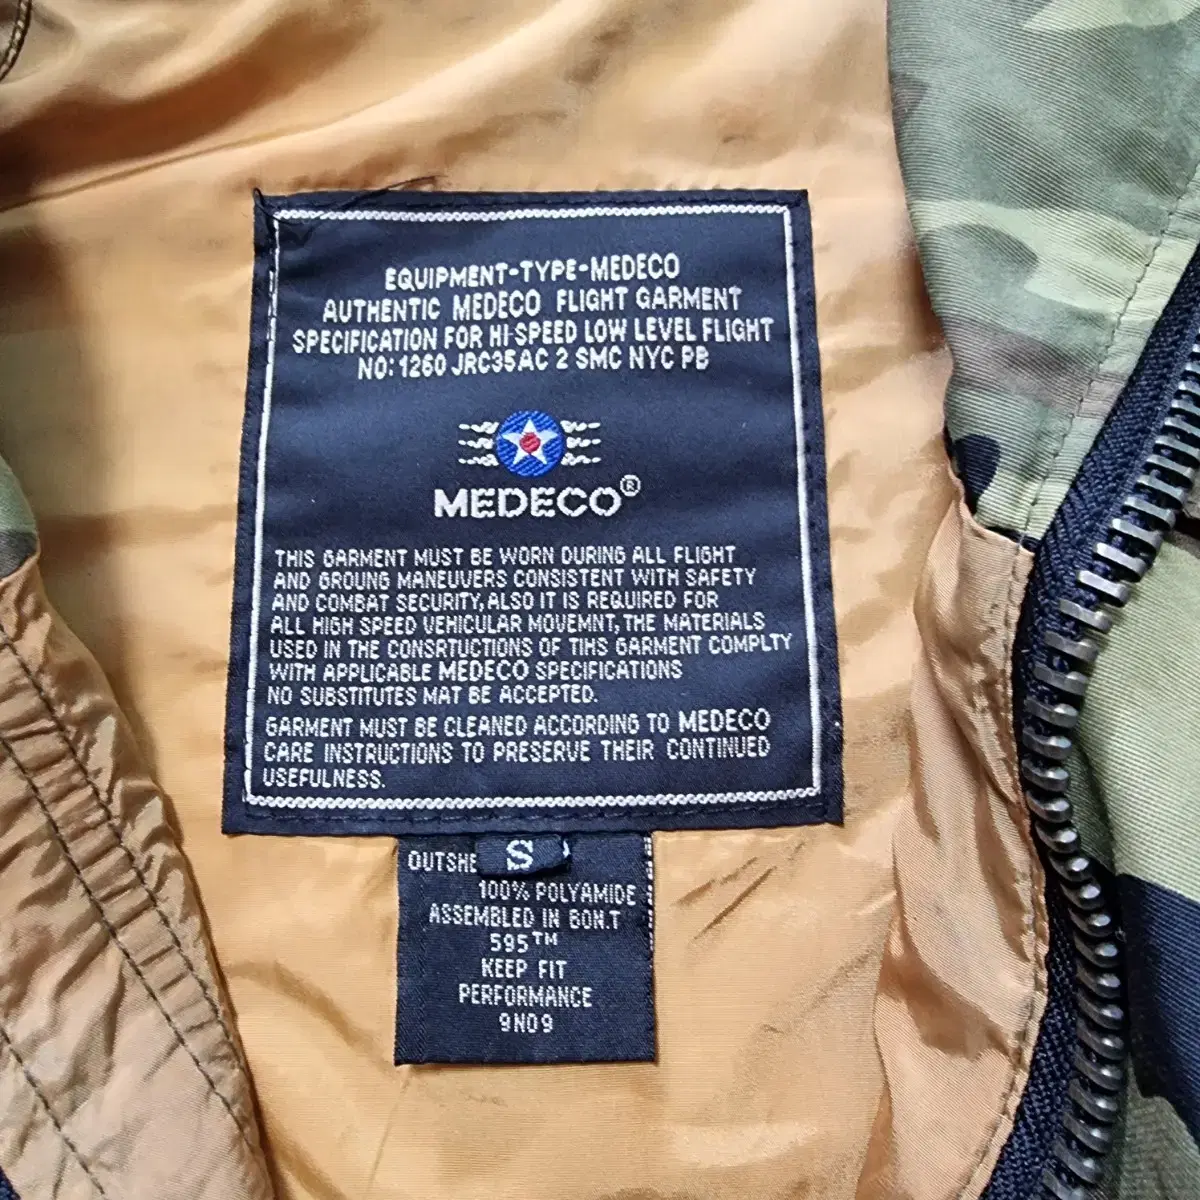 EQUIPMENT-TYPE-MEDECO
AUTHENTIC MEDECO FLIGHT GARMENT
SPECIFICATION FOR HI-SPEED LOW LEVEL FLIGHT
NO: 1260 JRC35AC 2 SMC NYC PB
MEDECO®
THIS GARMENT MUST BE WORN DURING ALL FLIGHT
AND GROUNG MANEUVERS CONSISTENT WITH SAFETY
AND COMBAT SECURITY, ALSO IT IS REQUIRED FOR
ALL HIGH SPEED VEHICULAR MOVEMNT, THE MATERIALS
USED IN THE CONSRTUCTIONS OF TIHS GARMENT COMPLTY
WITH APPLICABLE MEDECO SPECIFICATIONS
NO SUBSTITUTES MAT BE ACCEPTED.
GARMENT MUST BE CLEANED ACCORDING TO MEDECO
CARE INSTRUCTIONS TO PRESERVE THEIR CONTINUED
USEFULNESS.
S
100% POLYAMIDE
ASSEMBLED IN BON.T
595™
KEEP FIT
PERFORMANCE
9N09